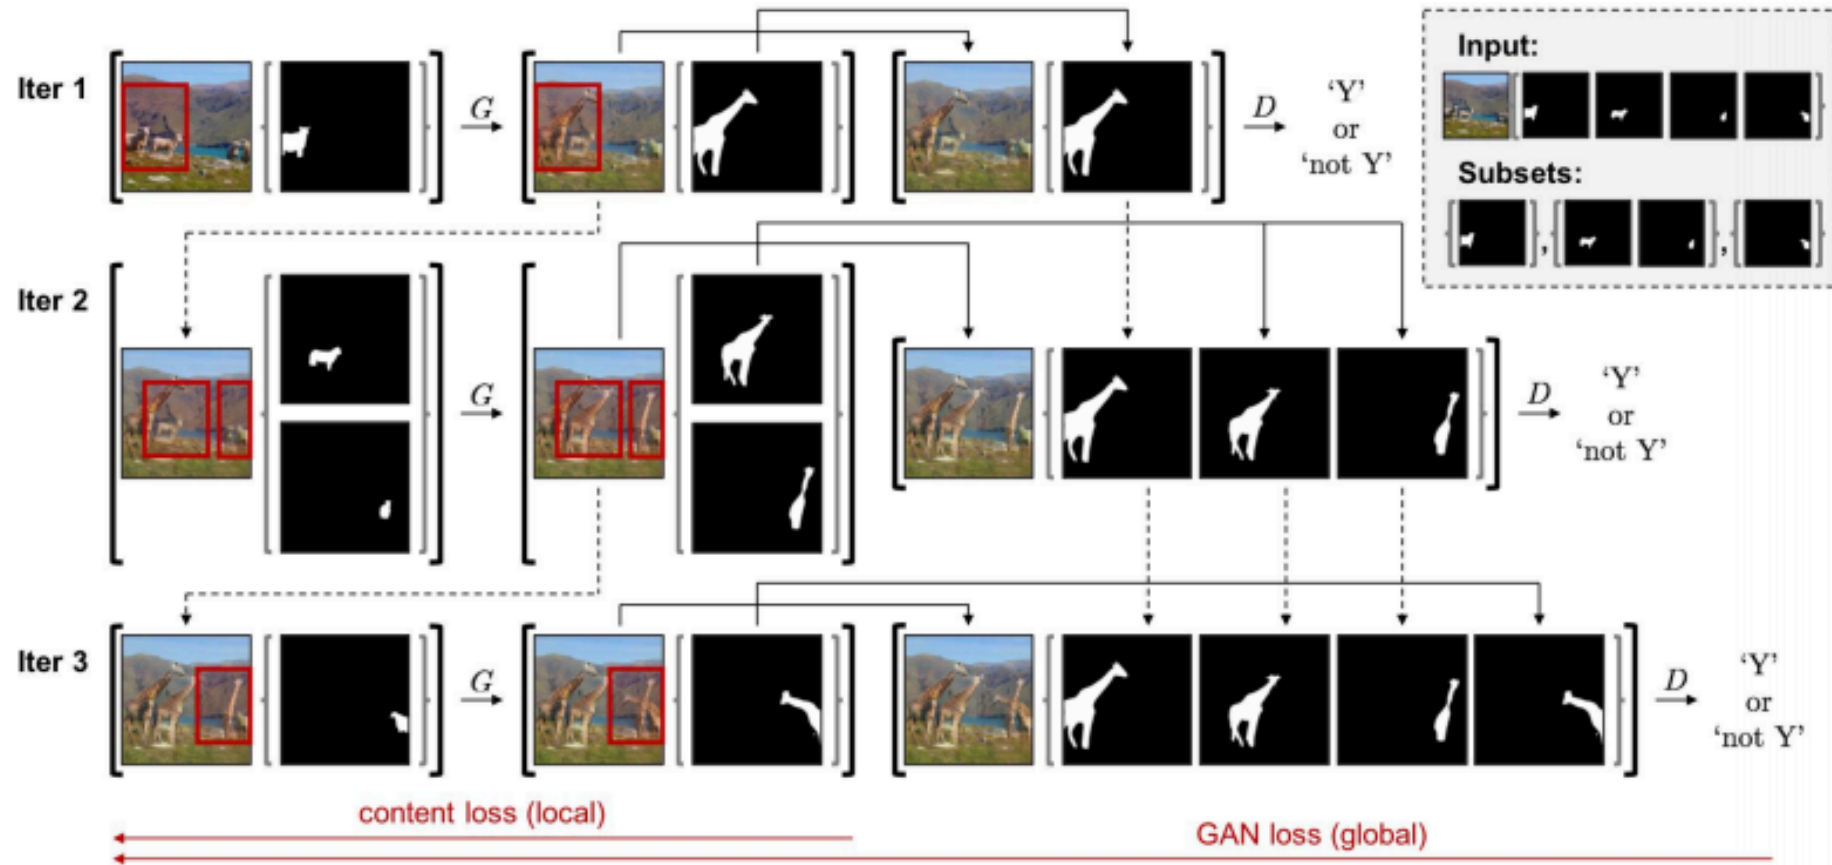 Iter 1
G
D
'Y'
or
'not Y'
Input:
Subsets:
, ,
Iter 2
G
D
'Y'
or
'not Y'
Iter 3
G
D
'Y'
or
'not Y'
content loss (local)
GAN loss (global)